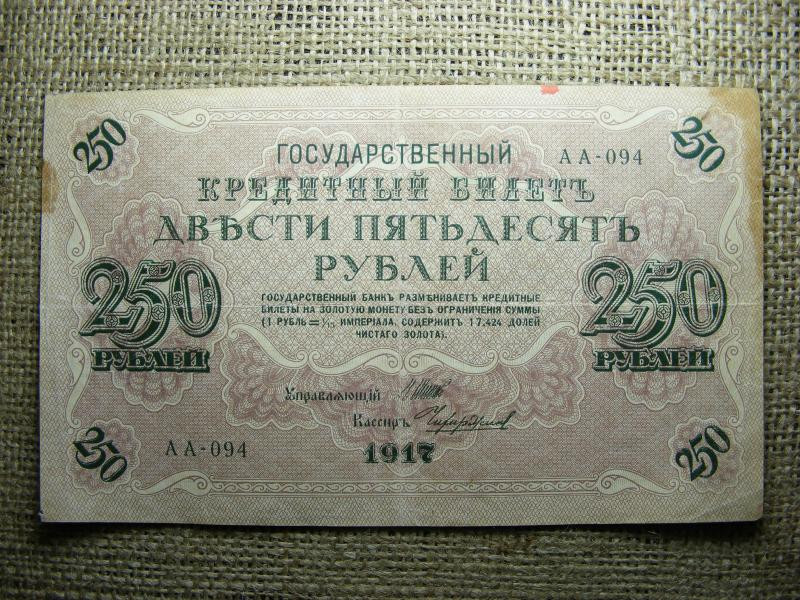 250
250
ГОСУДАРСТВЕННЫЙ
АА-094
КРЕДИТНЫЙ БИЛЕТЪ
ДВѢСТИ ПЯТЬДЕСЯТЪ
РУБЛЕЙ
250
РУБЛЕЙ
250
РУБЛЕЙ
ГОСУДАРСТВЕННЫЙ БАНКЪ РАЗМѢНИВАЕТЪ КРЕДИТНЫЕ
БИЛЕТЫ НА ЗОЛОТУЮ МОНЕТУ БЕЗЪ ОГРАНИЧЕНІЯ СУММЫ
(1 РУБЛЬ = 1/15 ИМПЕРІАЛА, СОДЕРЖИТЪ 17,424 ДОЛЕЙ
ЧИСТАГО ЗОЛОТА).
Управляющій
Кассиръ
АА-094
1917
250
250